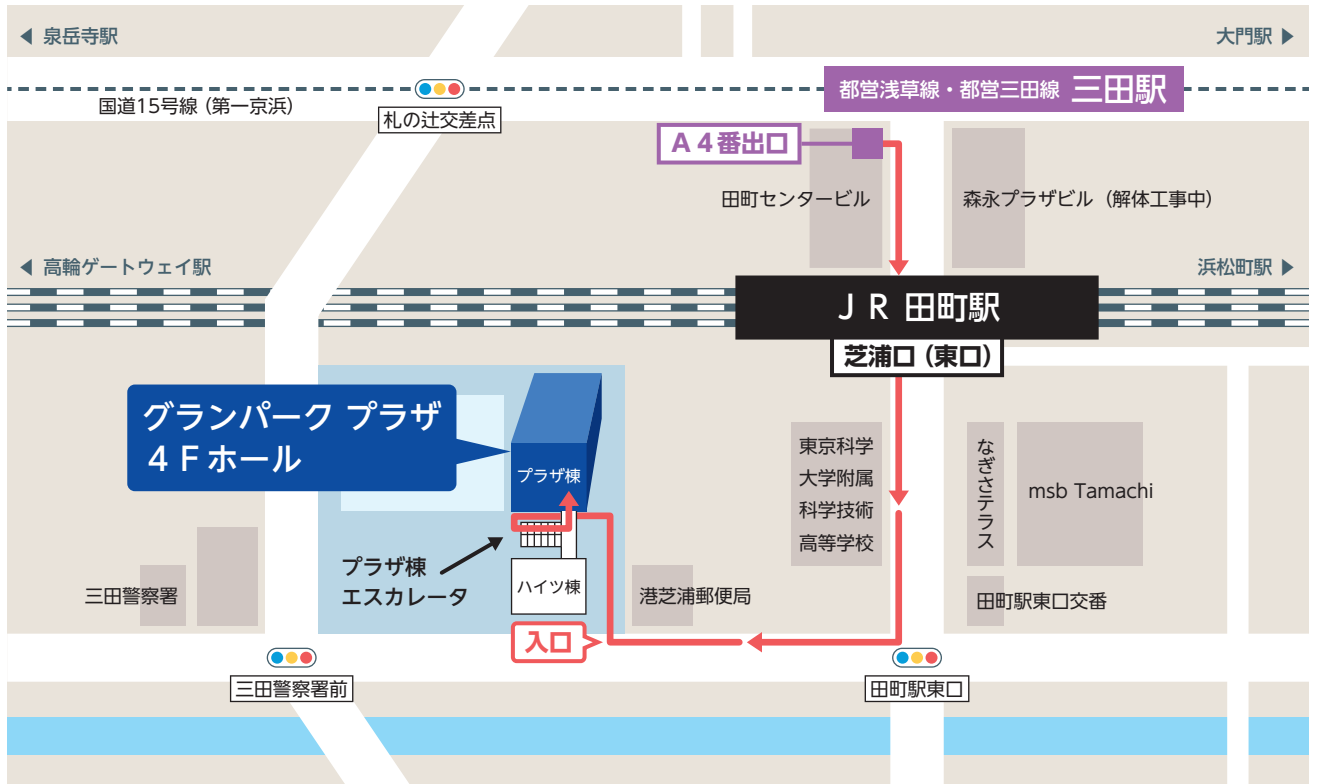 ◀ 泉岳寺駅
大門駅 ▶
国道15号線（第一京浜）
札の辻交差点
都営浅草線・都営三田線 三田駅
A4番出口
田町センタービル
森永プラザビル（解体工事中）
◀ 高輪ゲートウェイ駅
浜松町駅 ▶
JR 田町駅
芝浦口（東口）
グランパーク プラザ
4Fホール
プラザ棟
東京科学
大学附属
科学技術
高等学校
なぎさテラス
msb Tamachi
プラザ棟
エスカレータ
ハイツ棟
三田警察署
港芝浦郵便局
田町駅東口交番
入口
三田警察署前
田町駅東口